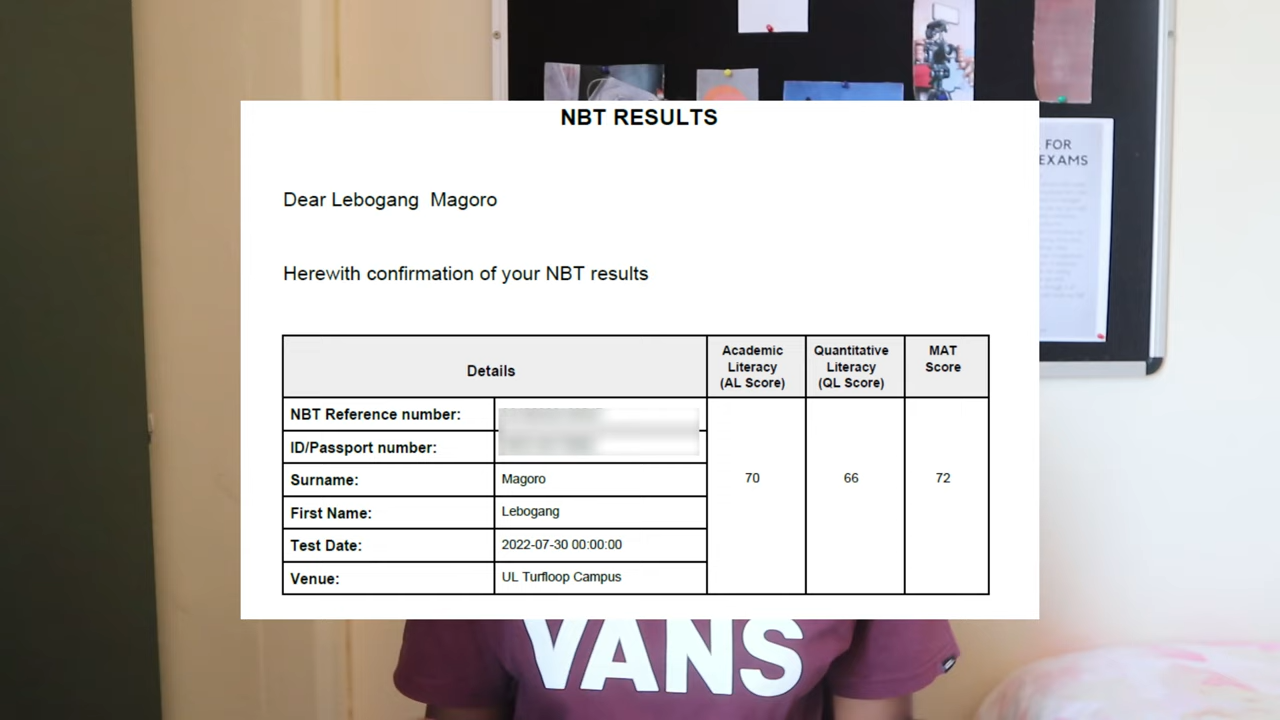 NBT RESULTS
Dear Lebogang Magoro
Herewith confirmation of your NBT results
Details
Academic Literacy (AL Score)
Quantitative Literacy (QL Score)
MAT Score
NBT Reference number:
ID/Passport number:
Surname: Magoro
First Name: Lebogang
Test Date: 2022-07-30 00:00:00
Venue: UL Turfloop Campus
70 66 72
FOR
EXAMS
VANS